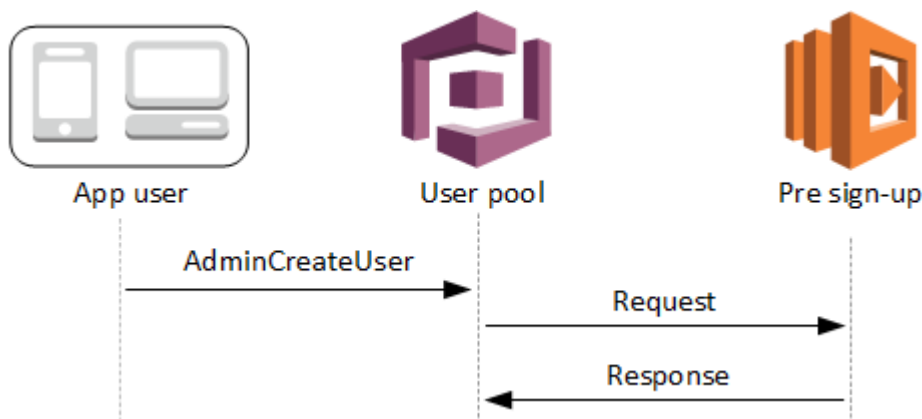 App user
User pool
Pre sign-up
AdminCreateUser
Request
Response